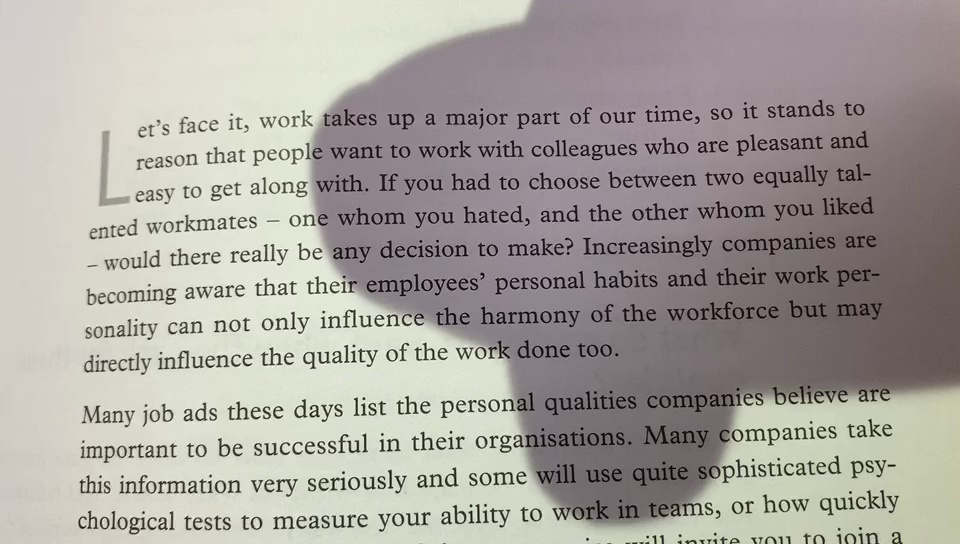 Let's face it, work takes up a major part of our time, so it stands to
reason that people want to work with colleagues who are pleasant and
easy to get along with. If you had to choose between two equally tal-
ented workmates – one whom you hated, and the other whom you liked
– would there really be any decision to make? Increasingly companies are
becoming aware that their employees' personal habits and their work per-
sonality can not only influence the harmony of the workforce but may
directly influence the quality of the work done too.
Many job ads these days list the personal qualities companies believe are
important to be successful in their organisations. Many companies take
this information very seriously and some will use quite sophisticated psy-
chological tests to measure your ability to work in teams, or how quickly
will invite you to join a